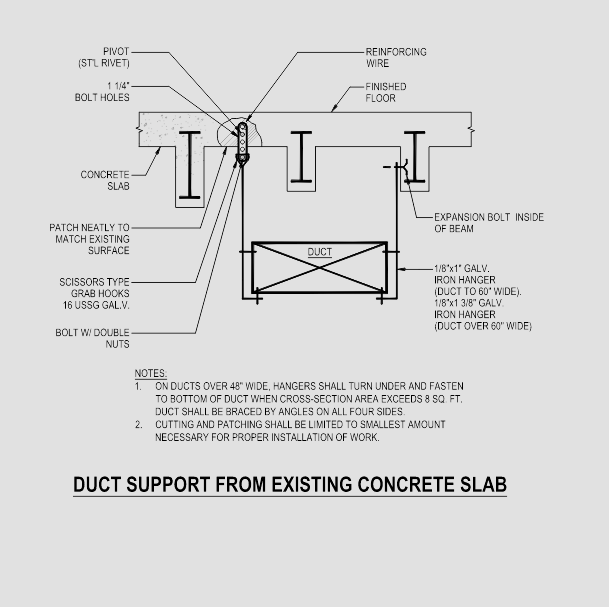 PIVOT
(ST'L RIVET)
1 1/4"
BOLT HOLES
REINFORCING
WIRE
FINISHED
FLOOR
CONCRETE
SLAB
PATCH NEATLY TO
MATCH EXISTING
SURFACE
SCISSORS TYPE
GRAB HOOKS
16 USSG GAL.V.
BOLT W/ DOUBLE
NUTS
DUCT
EXPANSION BOLT INSIDE
OF BEAM
1/8"x1" GALV.
IRON HANGER
(DUCT TO 60" WIDE).
1/8"x1 3/8" GALV.
IRON HANGER
(DUCT OVER 60" WIDE)
NOTES:
1. ON DUCTS OVER 48" WIDE, HANGERS SHALL TURN UNDER AND FASTEN
TO BOTTOM OF DUCT WHEN CROSS-SECTION AREA EXCEEDS 8 SQ. FT.
DUCT SHALL BE BRACED BY ANGLES ON ALL FOUR SIDES.
2. CUTTING AND PATCHING SHALL BE LIMITED TO SMALLEST AMOUNT
NECESSARY FOR PROPER INSTALLATION OF WORK.
DUCT SUPPORT FROM EXISTING CONCRETE SLAB